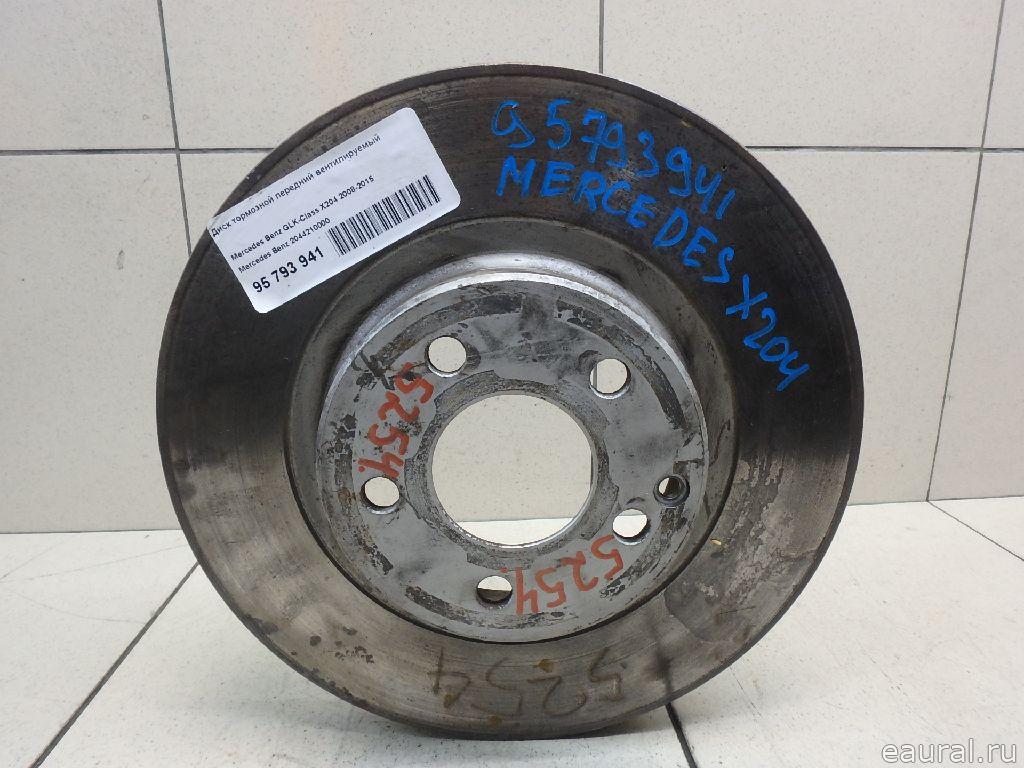 Диск тормозной передний вентилируемый
Mercedes Benz GLK-Class X204 2008-2015
Mercedes Benz 2044210000
95 793 941
95793941
MERCEDES X204
5254
5254
5254
eaural.ru